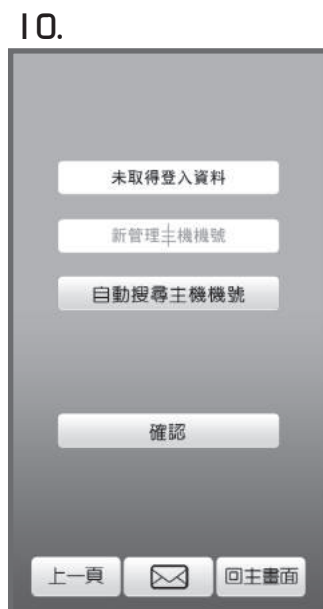 10.
未取得登入資料
新管理主機機號
自動搜尋主機機號
確認
上一頁
回主畫面